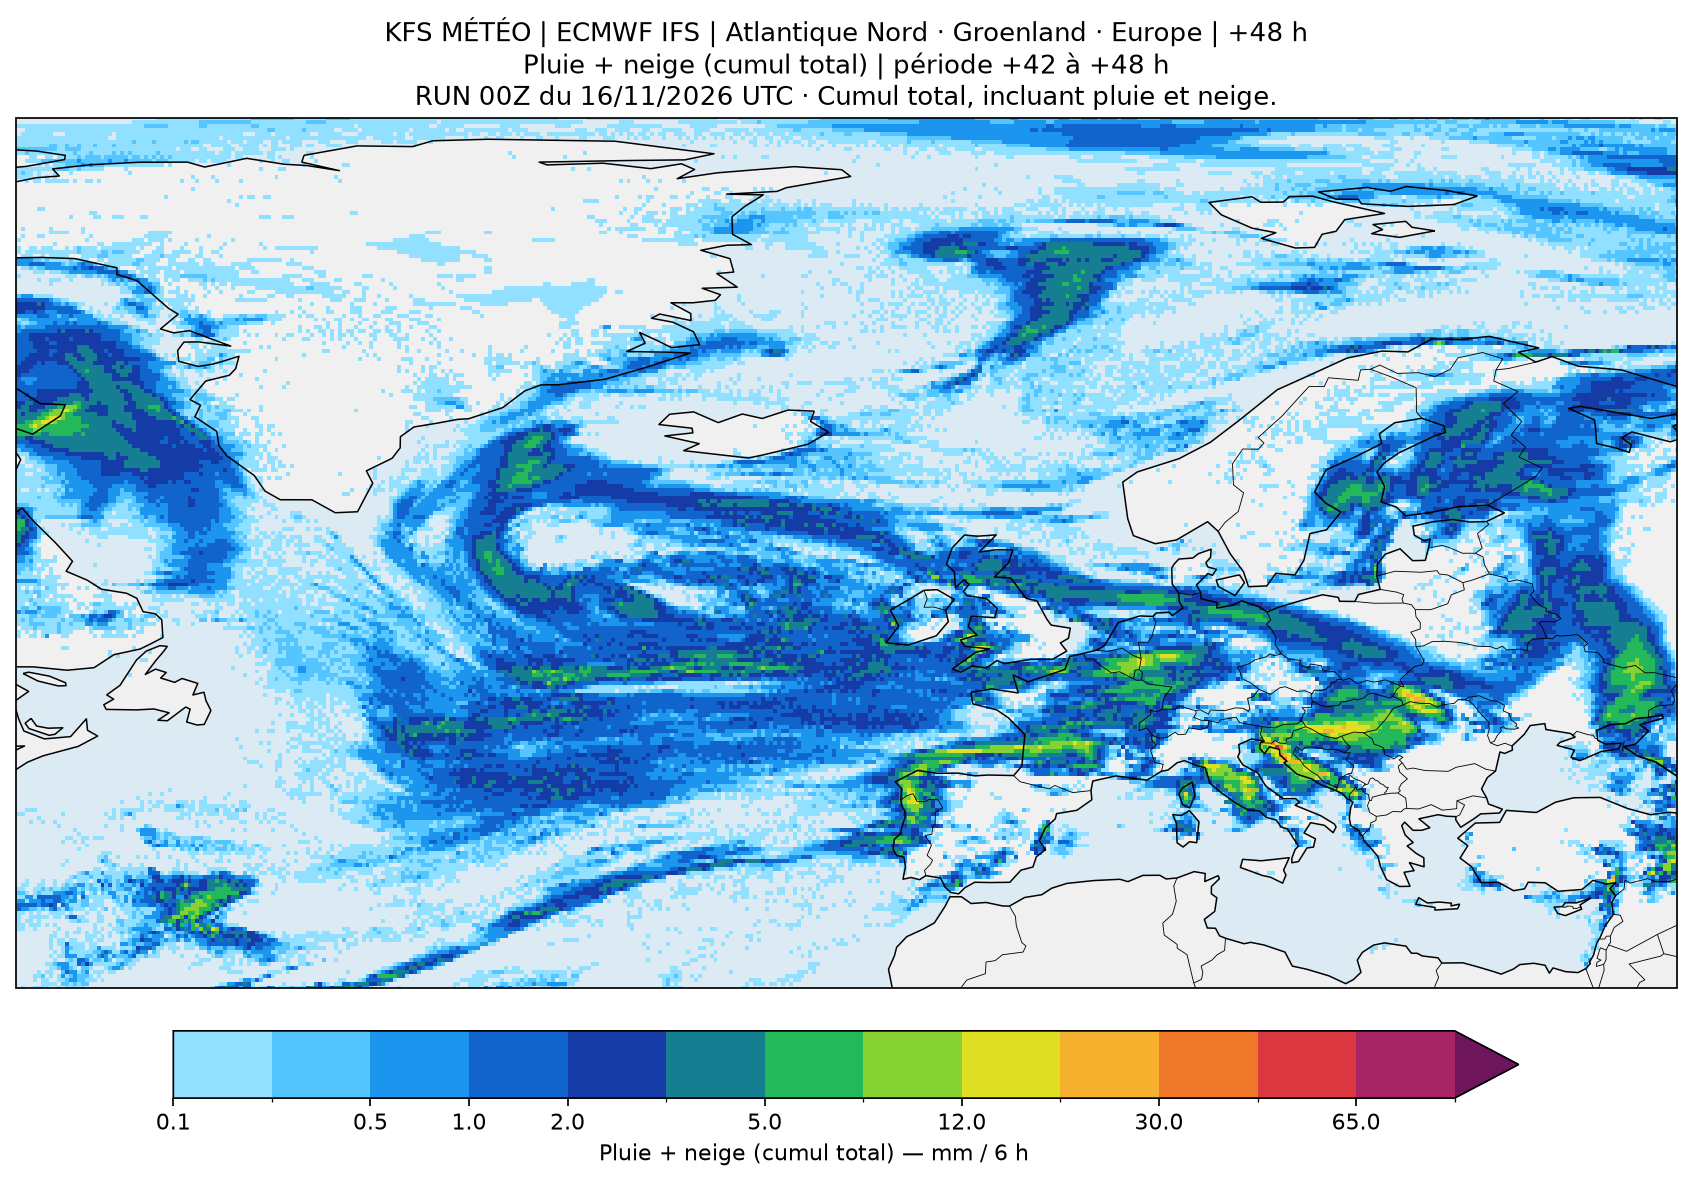 KFS MÉTÉO | ECMWF IFS | Atlantique Nord · Groenland · Europe | +48 h
Pluie + neige (cumul total) | période +42 à +48 h
RUN 00Z du 16/11/2026 UTC · Cumul total, incluant pluie et neige.
0.1 0.5 1.0 2.0 5.0 12.0 30.0 65.0
Pluie + neige (cumul total) — mm / 6 h